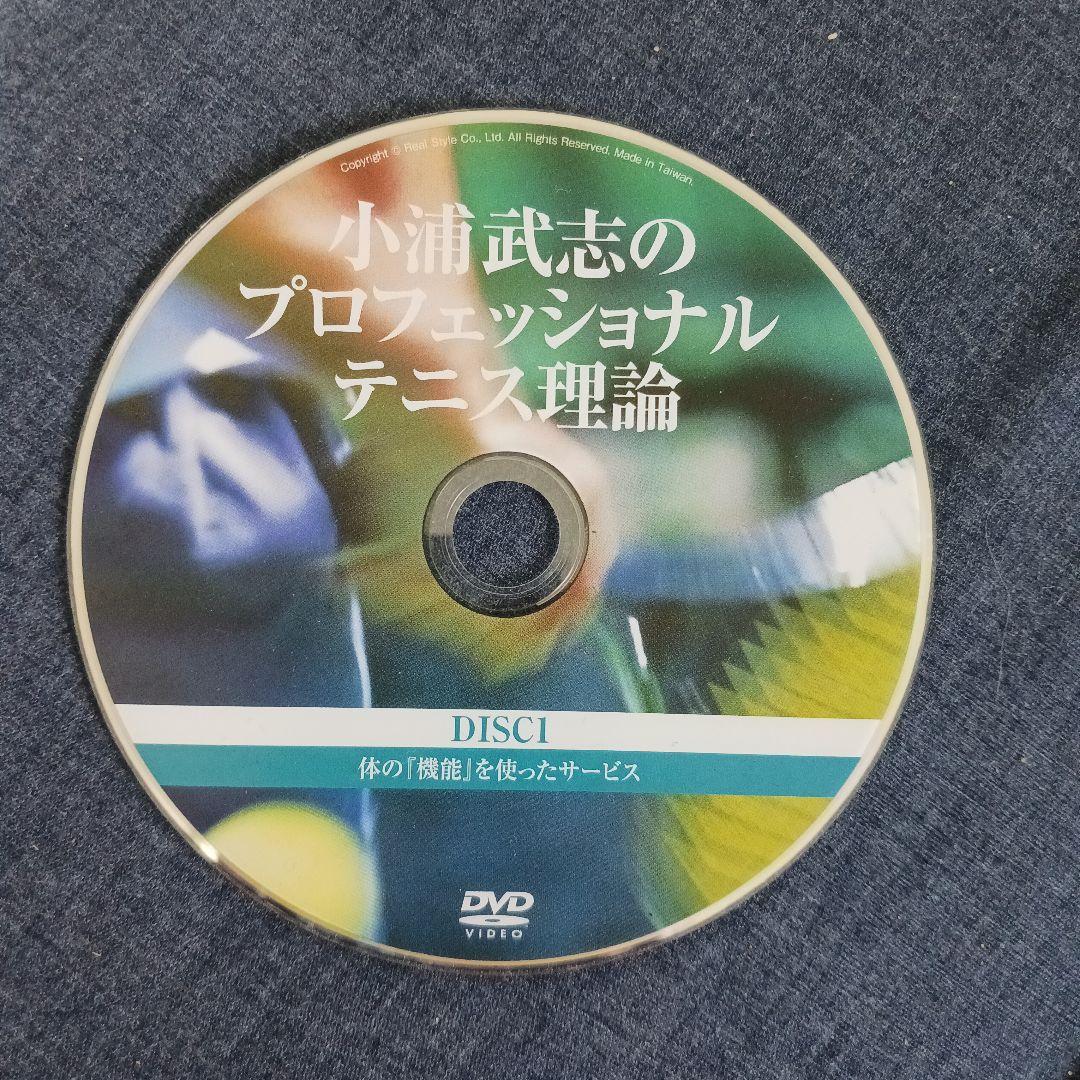 Copyright © Real Style Co., Ltd. All Rights Reserved. Made in Taiwan.
小浦武志の
プロフェッショナル
テニス理論
DISC1
体の『機能』を使ったサービス
DVD
VIDEO